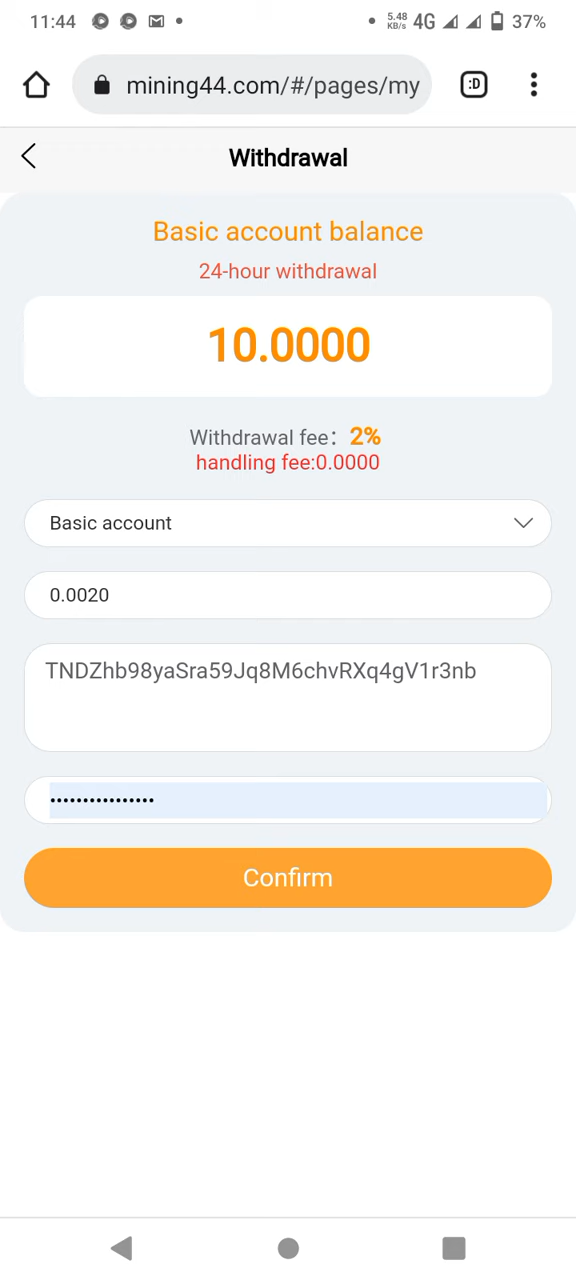 11:44 5.48 KB/s 4G 37%
mining44.com/#/pages/my :D
Withdrawal
Basic account balance
24-hour withdrawal
10.0000
Withdrawal fee： 2%
handling fee:0.0000
Basic account
0.0020
TNDZhb98yaSra59Jq8M6chvRXq4gV1r3nb
••••••••••••••••
Confirm